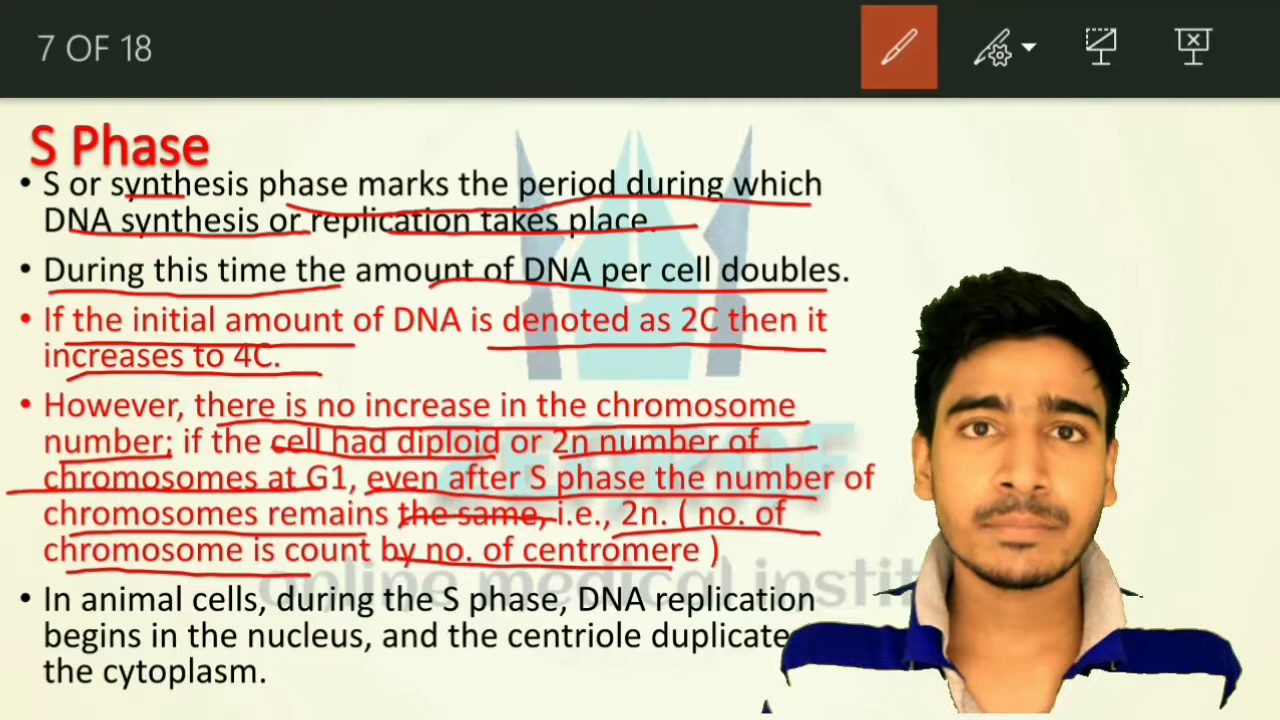 7 OF 18
S Phase
• S or synthesis phase marks the period during which
DNA synthesis or replication takes place.
• During this time the amount of DNA per cell doubles.
• If the initial amount of DNA is denoted as 2C then it
increases to 4C.
• However, there is no increase in the chromosome
number; if the cell had diploid or 2n number of
chromosomes at G1, even after S phase the number of
chromosomes remains the same, i.e., 2n. ( no. of
chromosome is count by no. of centromere )
• In animal cells, during the S phase, DNA replication
begins in the nucleus, and the centriole duplicate
the cytoplasm.
online medical instit